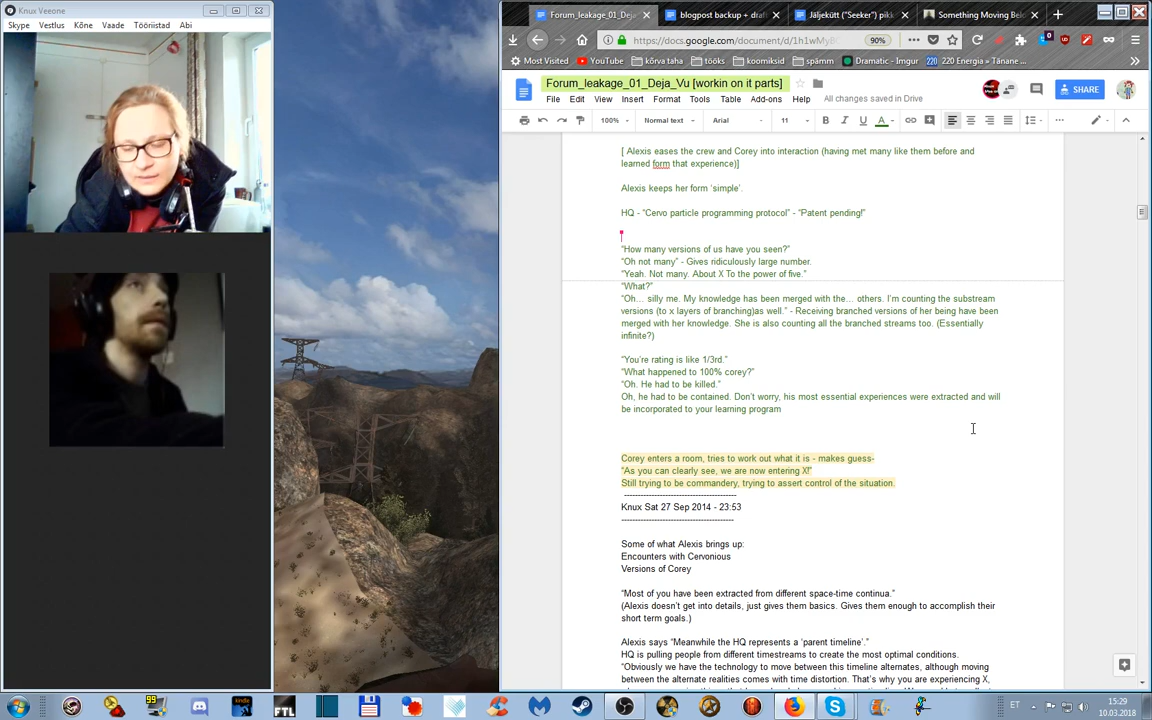 Knux Veeone
Skype Vestlus Kõne Vaade Tööriistad Abi
Forum_leakage_01_Deja_
blogpost backup + draft
Jäljekütt ("Seeker") pikk
Something Moving Bel
https://docs.google.com/document/d/1h1wMyB
90%
Most Visited YouTube kõrva taha tööks spämm Dramatic - Imgur 220 Energia » Tänane...
Forum_leakage_01_Deja_Vu [workin on it parts]
File Edit View Insert Format Tools Table Add-ons Help All changes saved in Drive
SHARE
100% Normal text Arial 11
[ Alexis eases the crew and Corey into interaction (having met many like them before and
learned form that experience)]
Alexis keeps her form ‘simple’.
HQ - “Cervo particle programming protocol” - “Patent pending!”
“How many versions of us have you seen?”
“Oh not many” - Gives ridiculously large number.
“Yeah. Not many. About X To the power of five.”
“What?”
“Oh… silly me. My knowledge has been merged with the… others. I’m counting the substream
versions (to x layers of branching)as well.” - Receiving branched versions of her being have been
merged with her knowledge. She is also counting all the branched streams too. (Essentially
infinite?)
“You’re rating is like 1/3rd.”
“What happened to 100% corey?”
“Oh. He had to be killed.”
Oh, he had to be contained. Don’t worry, his most essential experiences were extracted and will
be incorporated to your learning program
Corey enters a room, tries to work out what it is - makes guess-
“As you can clearly see, we are now entering X!”
Still trying to be commandery, trying to assert control of the situation.
-----------------------------------------
Knux Sat 27 Sep 2014 - 23:53
-----------------------------------------
Some of what Alexis brings up:
Encounters with Cervonious
Versions of Corey
“Most of you have been extracted from different space-time continua.”
(Alexis doesn’t get into details, just gives them basics. Gives them enough to accomplish their
short term goals.)
Alexis says “Meanwhile the HQ represents a ‘parent timeline’.”
HQ is pulling people from different timestreams to create the most optimal conditions.
“Obviously we have the technology to move between this timeline alternates, although moving
between the alternate realities comes with time distortion. That’s why you are experiencing X,
99
kindle
FTL
ET
15:29
10.03.2018